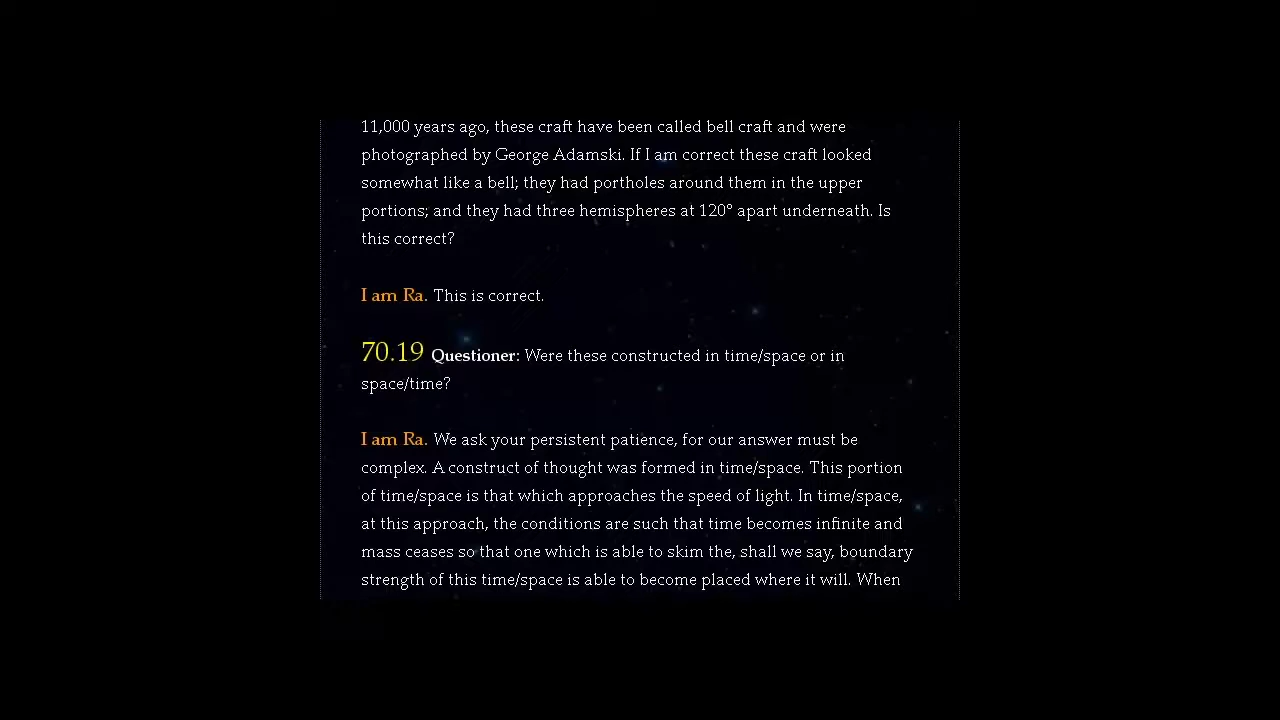 11,000 years ago, these craft have been called bell craft and were
photographed by George Adamski. If I am correct these craft looked
somewhat like a bell; they had portholes around them in the upper
portions; and they had three hemispheres at 120° apart underneath. Is
this correct?
I am Ra. This is correct.
70.19 Questioner: Were these constructed in time/space or in
space/time?
I am Ra. We ask your persistent patience, for our answer must be
complex. A construct of thought was formed in time/space. This portion
of time/space is that which approaches the speed of light. In time/space,
at this approach, the conditions are such that time becomes infinite and
mass ceases so that one which is able to skim the, shall we say, boundary
strength of this time/space is able to become placed where it will. When